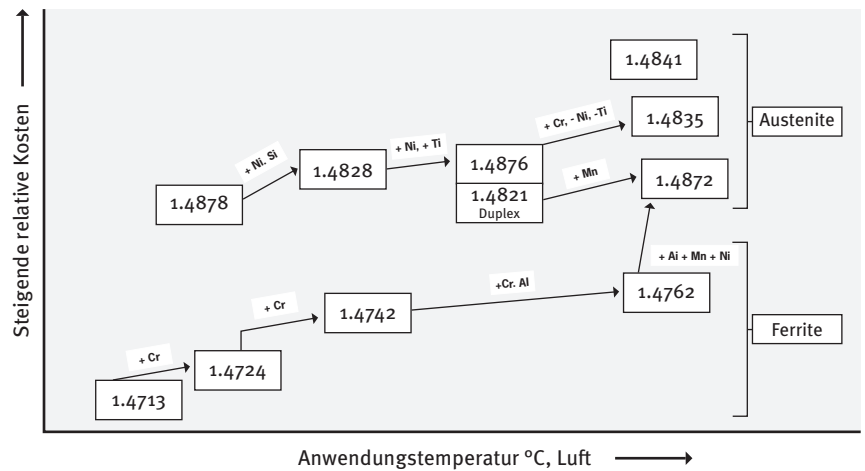 Steigende relative Kosten
1.4841
Austenite
+ Cr, - Ni, -Ti
1.4835
+ Ni. Si
1.4828
+ Ni, + Ti
1.4876
1.4821
Duplex
+ Mn
1.4872
1.4878
+ Ai + Mn + Ni
+Cr. Al
1.4762
Ferrite
+ Cr
1.4742
+ Cr
1.4724
1.4713
Anwendungstemperatur ºC, Luft